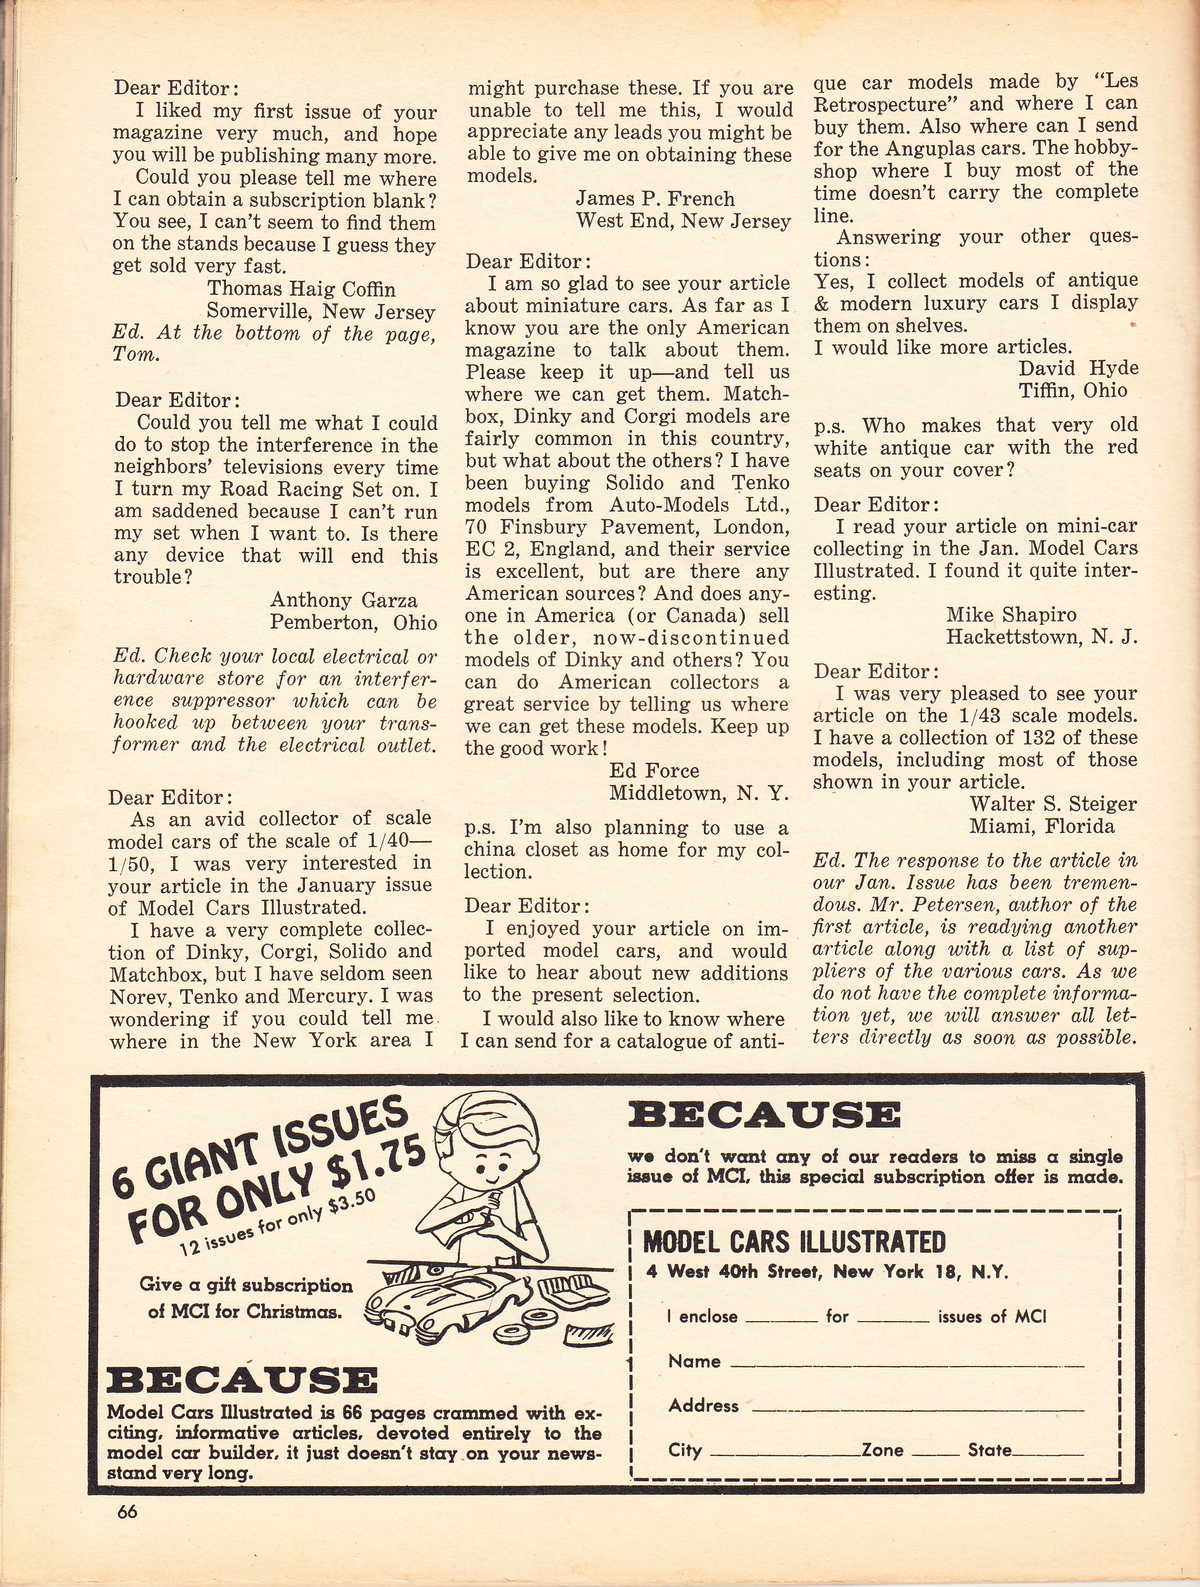 Dear Editor:
I liked my first issue of your
magazine very much, and hope
you will be publishing many more.
Could you please tell me where
I can obtain a subscription blank?
You see, I can't seem to find them
on the stands because I guess they
get sold very fast.
Thomas Haig Coffin
Somerville, New Jersey
Ed. At the bottom of the page,
Tom.
Dear Editor:
Could you tell me what I could
do to stop the interference in the
neighbors' televisions every time
I turn my Road Racing Set on. I
am saddened because I can't run
my set when I want to. Is there
any device that will end this
trouble?
Anthony Garza
Pemberton, Ohio
Ed. Check your local electrical or
hardware store for an interfer-
ence suppressor which can be
hooked up between your trans-
former and the electrical outlet.
Dear Editor:
As an avid collector of scale
model cars of the scale of 1/40—
1/50, I was very interested in
your article in the January issue
of Model Cars Illustrated.
I have a very complete collec-
tion of Dinky, Corgi, Solido and
Matchbox, but I have seldom seen
Norev, Tenko and Mercury. I was
wondering if you could tell me
where in the New York area I
might purchase these. If you are
unable to tell me this, I would
appreciate any leads you might be
able to give me on obtaining these
models.
James P. French
West End, New Jersey
Dear Editor:
I am so glad to see your article
about miniature cars. As far as I
know you are the only American
magazine to talk about them.
Please keep it up—and tell us
where we can get them. Match-
box, Dinky and Corgi models are
fairly common in this country,
but what about the others? I have
been buying Solido and Tenko
models from Auto-Models Ltd.,
70 Finsbury Pavement, London,
EC 2, England, and their service
is excellent, but are there any
American sources? And does any-
one in America (or Canada) sell
the older, now-discontinued
models of Dinky and others? You
can do American collectors a
great service by telling us where
we can get these models. Keep up
the good work!
Ed Force
Middletown, N. Y.
p.s. I'm also planning to use a
china closet as home for my col-
lection.
Dear Editor:
I enjoyed your article on im-
ported model cars, and would
like to hear about new additions
to the present selection.
I would also like to know where
I can send for a catalogue of anti-
que car models made by "Les
Retrospecture" and where I can
buy them. Also where can I send
for the Anguplas cars. The hobby-
shop where I buy most of the
time doesn't carry the complete
line.
Answering your other ques-
tions:
Yes, I collect models of antique
& modern luxury cars I display
them on shelves.
I would like more articles.
David Hyde
Tiffin, Ohio
p.s. Who makes that very old
white antique car with the red
seats on your cover?
Dear Editor:
I read your article on mini-car
collecting in the Jan. Model Cars
Illustrated. I found it quite inter-
esting.
Mike Shapiro
Hackettstown, N. J.
Dear Editor:
I was very pleased to see your
article on the 1/43 scale models.
I have a collection of 132 of these
models, including most of those
shown in your article.
Walter S. Steiger
Miami, Florida
Ed. The response to the article in
our Jan. Issue has been tremen-
dous. Mr. Petersen, author of the
first article, is readying another
article along with a list of sup-
pliers of the various cars. As we
do not have the complete informa-
tion yet, we will answer all let-
ters directly as soon as possible.
6 GIANT ISSUES
FOR ONLY $1.75
12 issues for only $3.50
Give a gift subscription
of MCI for Christmas.
BECAUSE
Model Cars Illustrated is 66 pages crammed with ex-
citing, informative articles, devoted entirely to the
model car builder, it just doesn't stay on your news-
stand very long.
BECAUSE
we don't want any of our readers to miss a single
issue of MCI, this special subscription offer is made.
MODEL CARS ILLUSTRATED
4 West 40th Street, New York 18, N.Y.
I enclose ________ for ________ issues of MCI
Name ________
Address ________
City ________ Zone ____ State ________
66